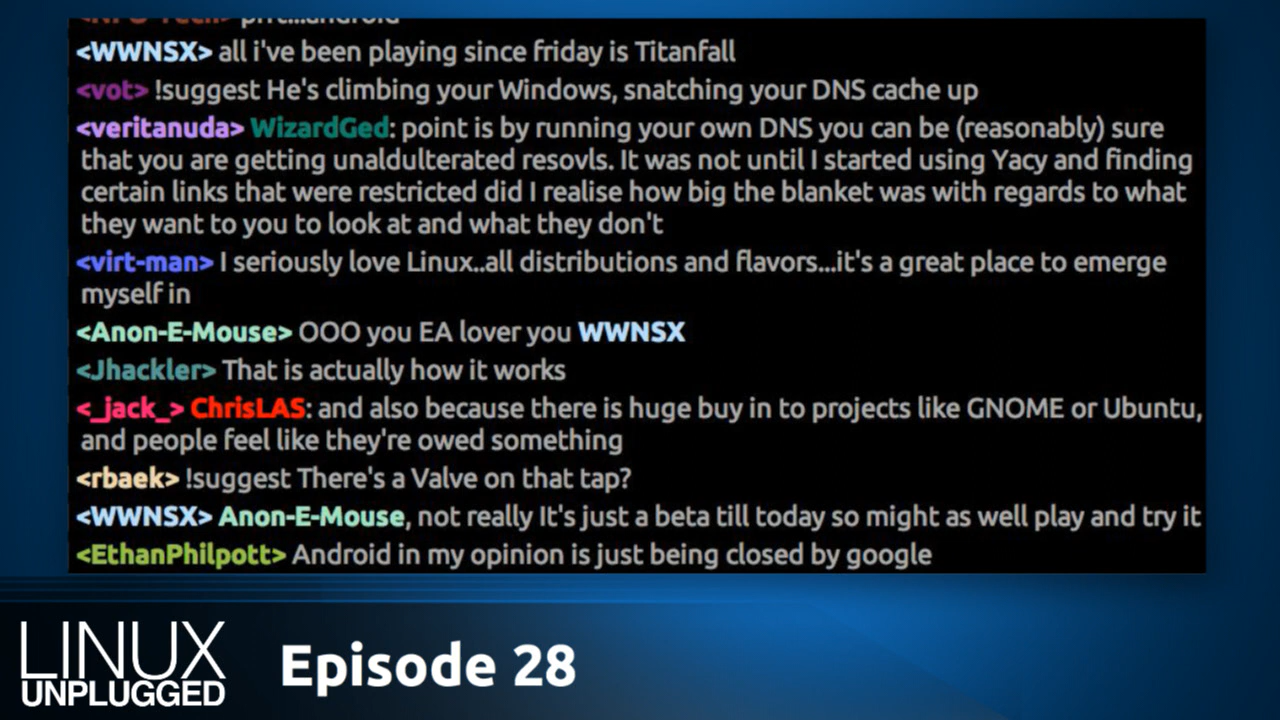 <WWNSX> all i've been playing since friday is Titanfall
<vot> !suggest He's climbing your Windows, snatching your DNS cache up
<veritanuda> WizardGed: point is by running your own DNS you can be (reasonably) sure
that you are getting unaldulterated resovls. It was not until I started using Yacy and finding
certain links that were restricted did I realise how big the blanket was with regards to what
they want to you to look at and what they don't
<virt-man> I seriously love Linux..all distributions and flavors...it's a great place to emerge
myself in
<Anon-E-Mouse> OOO you EA lover you WWNSX
<Jhackler> That is actually how it works
<_jack_> ChrisLAS: and also because there is huge buy in to projects like GNOME or Ubuntu,
and people feel like they're owed something
<rbaek> !suggest There's a Valve on that tap?
<WWNSX> Anon-E-Mouse, not really It's just a beta till today so might as well play and try it
<EthanPhilpott> Android in my opinion is just being closed by google
LINUX
UNPLUGGED
Episode 28